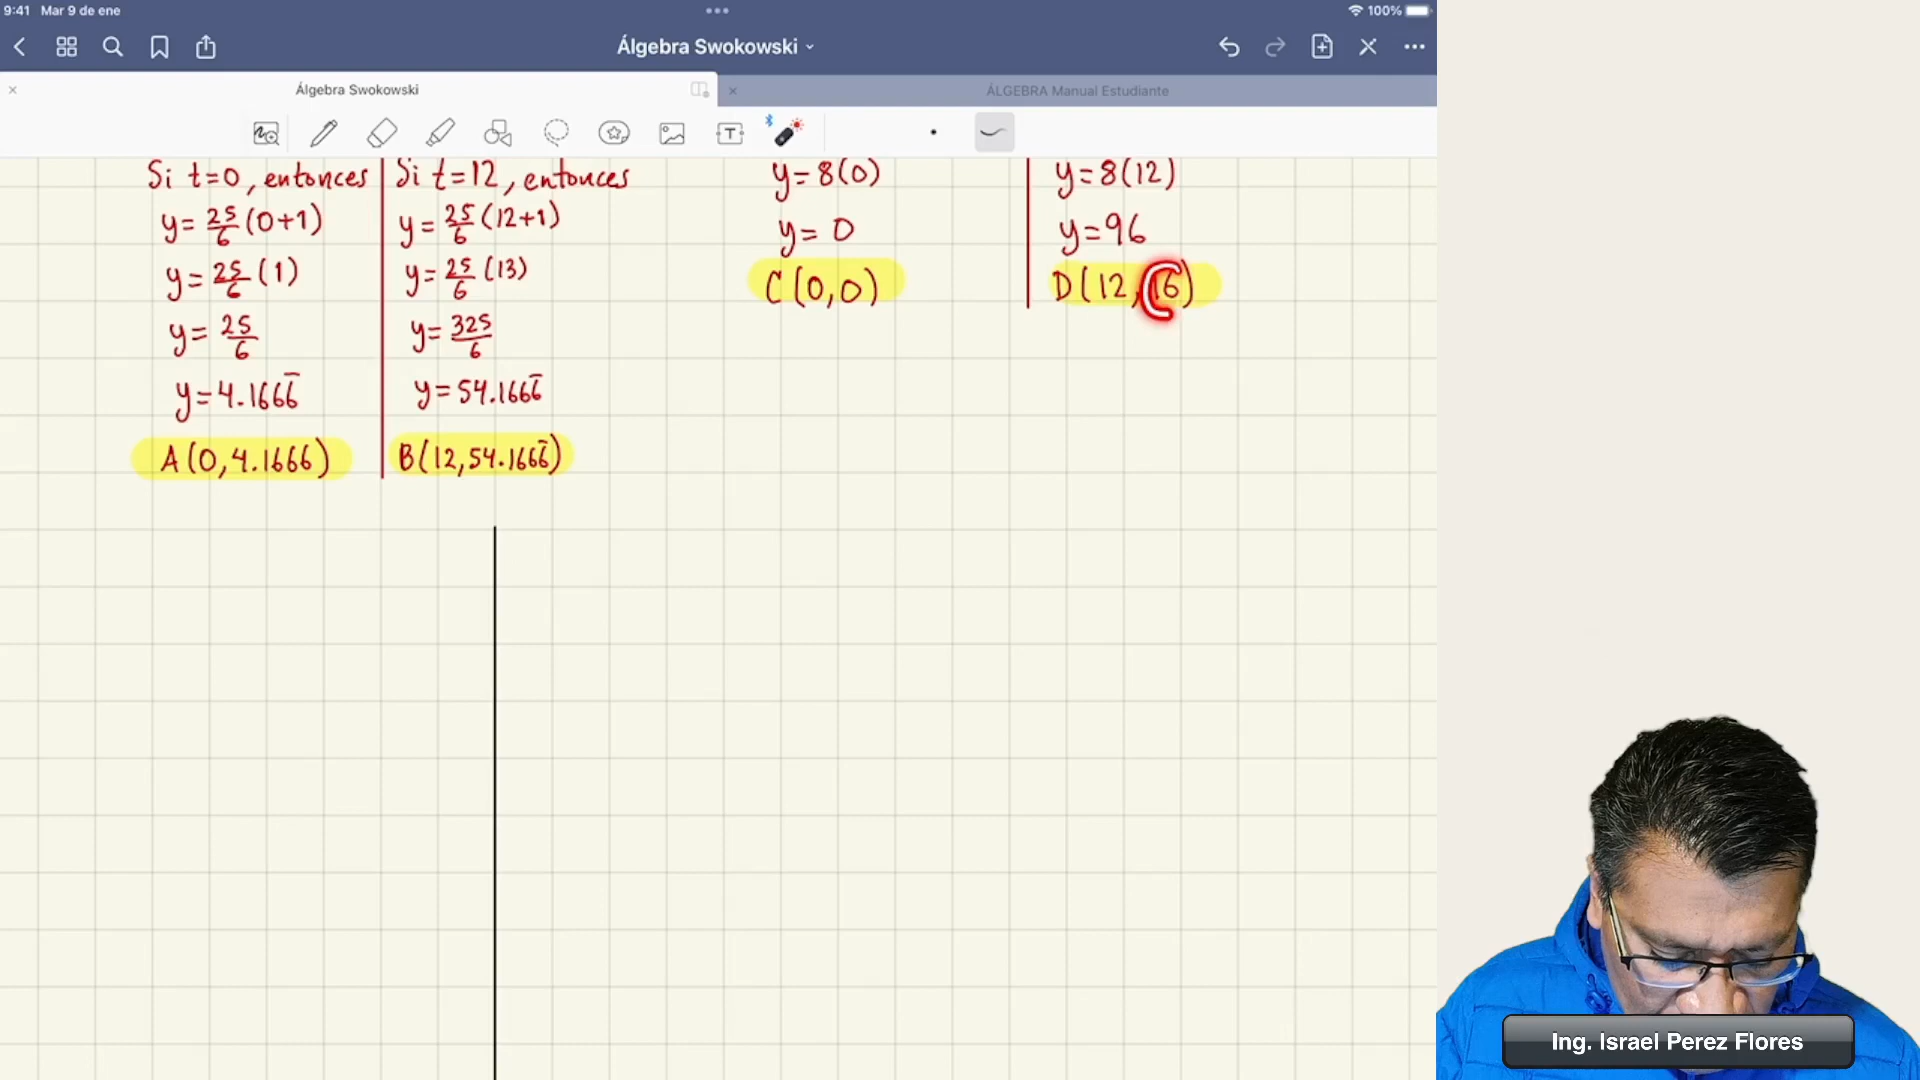 9:41 Mar 9 de ene
100%
Álgebra Swokowski
Álgebra Swokowski
ÁLGEBRA Manual Estudiante
Si t=0, entonces
y=25/6(0+1)
y=25/6(1)
y=25/6
y=4.1666̅
A(0,4.1666)
Si t=12, entonces
y=25/6(12+1)
y=25/6(13)
y=325/6
y=54.1666̅
B(12,54.1666̅)
y=8(0)
y=0
C(0,0)
y=8(12)
y=96
D(12, 6)
Ing. Israel Perez Flores